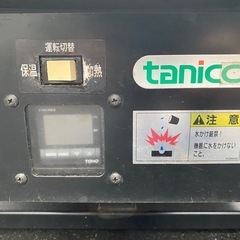 運転切替
保温
加熱
tanico
TOHO
注意
水かけ厳禁!
機器に水をかけない
こと。